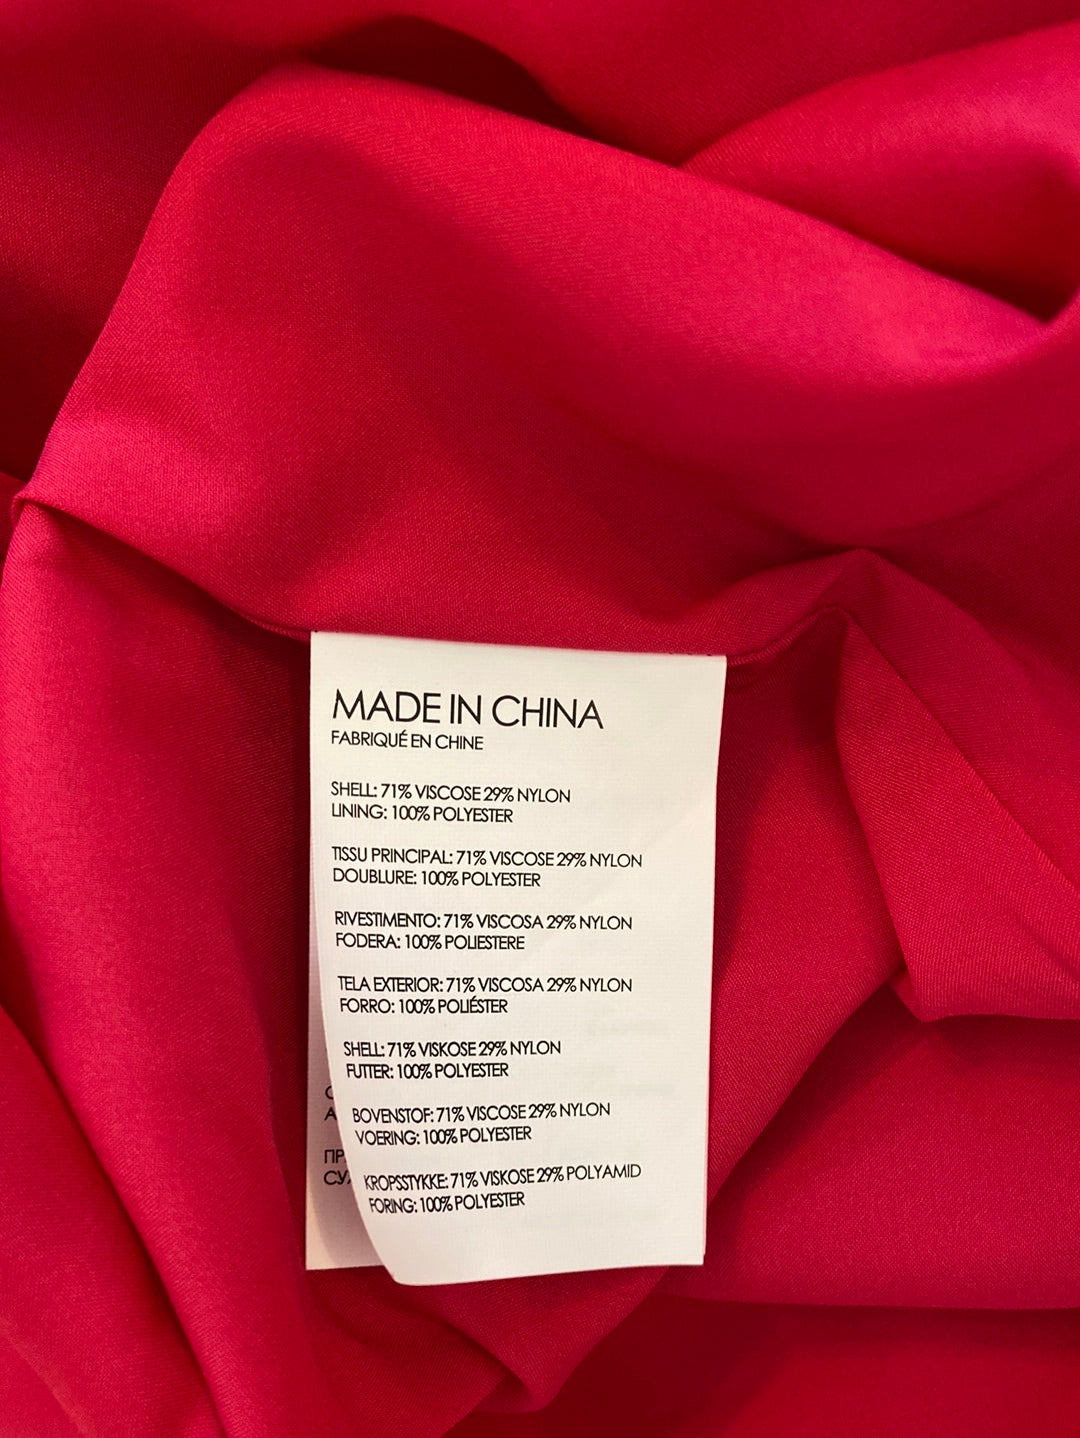 MADE IN CHINA
FABRIQUÉ EN CHINE
SHELL: 71% VISCOSE 29% NYLON
LINING: 100% POLYESTER
TISSU PRINCIPAL: 71% VISCOSE 29% NYLON
DOUBLURE: 100% POLYESTER
RIVESTIMENTO: 71% VISCOSA 29% NYLON
FODERA: 100% POLIESTERE
TELA EXTERIOR: 71% VISCOSA 29% NYLON
FORRO: 100% POLIÉSTER
SHELL: 71% VISKOSE 29% NYLON
FUTTER: 100% POLYESTER
BOVENSTOF: 71% VISCOSE 29% NYLON
VOERING: 100% POLYESTER
KROPSSTYKKE: 71% VISKOSE 29% POLYAMID
FORING: 100% POLYESTER